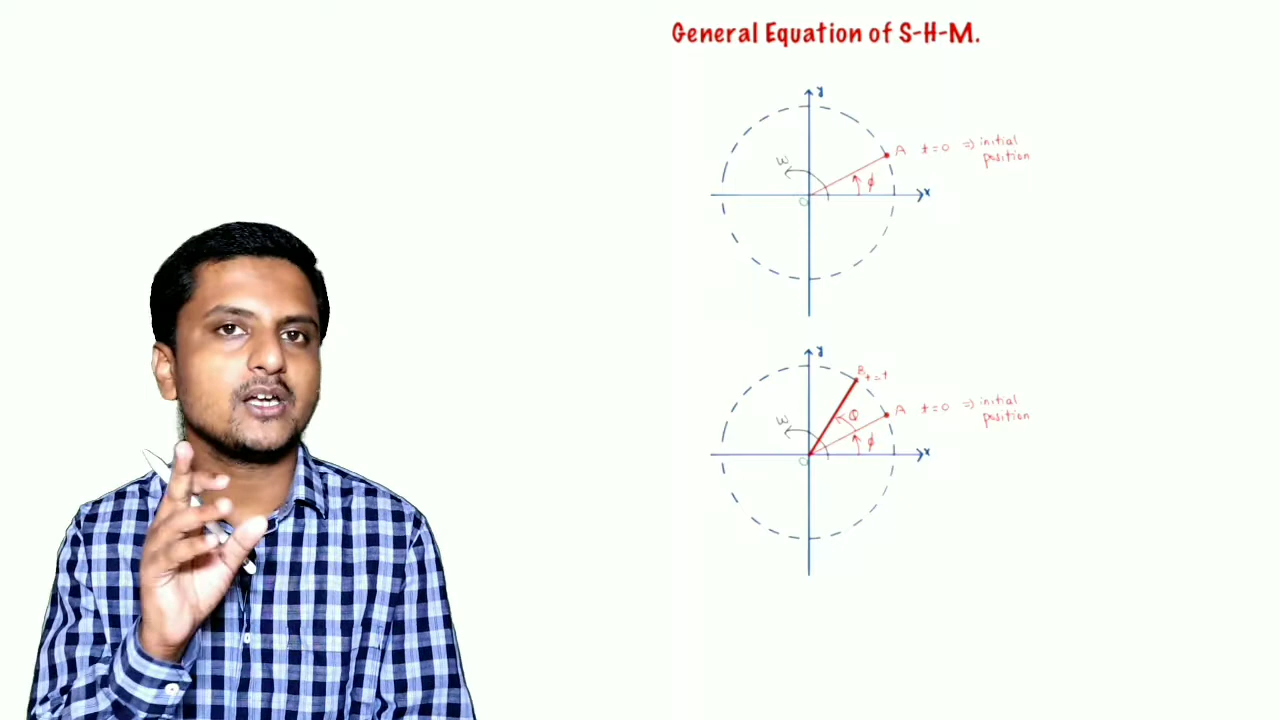 General Equation of S-H-M.
y
A t=0 => initial
position
ω
ϕ
O
x
y
B t=t
A t=0 => initial
position
ω
θ
ϕ
O
x